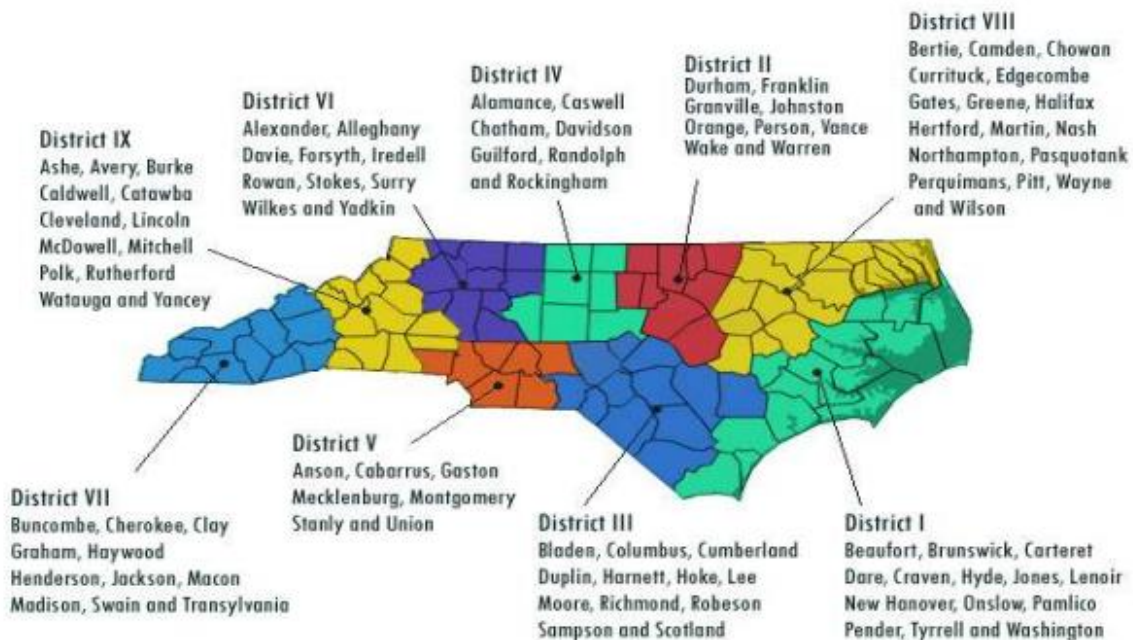 District VIII
Bertie, Camden, Chowan
Currituck, Edgecombe
Gates, Greene, Halifax
Hertford, Martin, Nash
Northampton, Pasquotank
Perquimans, Pitt, Wayne
and Wilson
District II
Durham, Franklin
Granville, Johnston
Orange, Person, Vance
Wake and Warren
District IV
Alamance, Caswell
Chatham, Davidson
Guilford, Randolph
and Rockingham
District VI
Alexander, Alleghany
Davie, Forsyth, Iredell
Rowan, Stokes, Surry
Wilkes and Yadkin
District IX
Ashe, Avery, Burke
Caldwell, Catawba
Cleveland, Lincoln
McDowell, Mitchell
Polk, Rutherford
Watauga and Yancey
District V
Anson, Cabarrus, Gaston
Mecklenburg, Montgomery
Stanly and Union
District VII
Buncombe, Cherokee, Clay
Graham, Haywood
Henderson, Jackson, Macon
Madison, Swain and Transylvania
District III
Bladen, Columbus, Cumberland
Duplin, Harnett, Hoke, Lee
Moore, Richmond, Robeson
Sampson and Scotland
District I
Beaufort, Brunswick, Carteret
Dare, Craven, Hyde, Jones, Lenoir
New Hanover, Onslow, Pamlico
Pender, Tyrrell and Washington